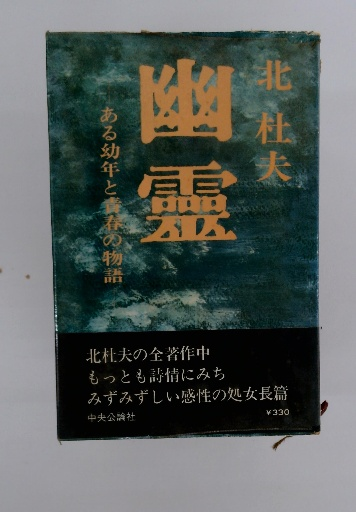 北杜夫
幽靈
ある幼年と青春の物語
北杜夫の全著作中
もっとも詩情にみち
みずみずしい感性の処女長篇
中央公論社
¥330